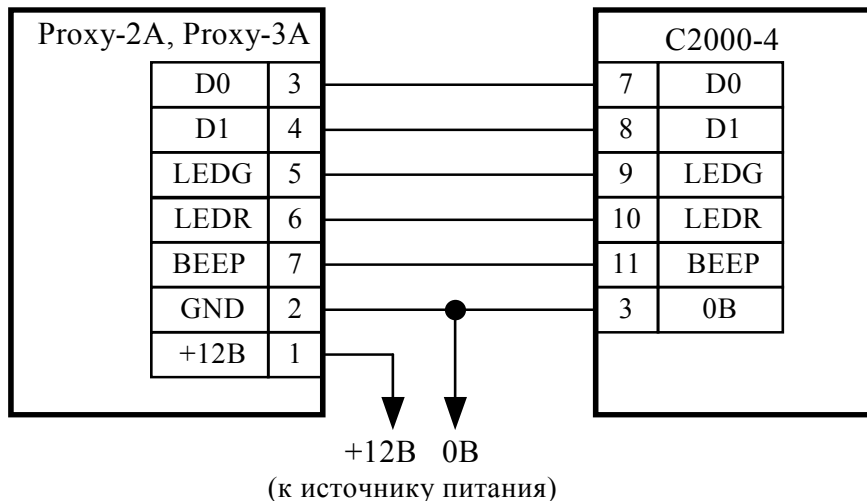 Proxy-2A, Proxy-3A
C2000-4
D0 3 7 D0
D1 4 8 D1
LEDG 5 9 LEDG
LEDR 6 10 LEDR
BEEP 7 11 BEEP
GND 2 3 0В
+12В 1
+12В 0В
(к источнику питания)